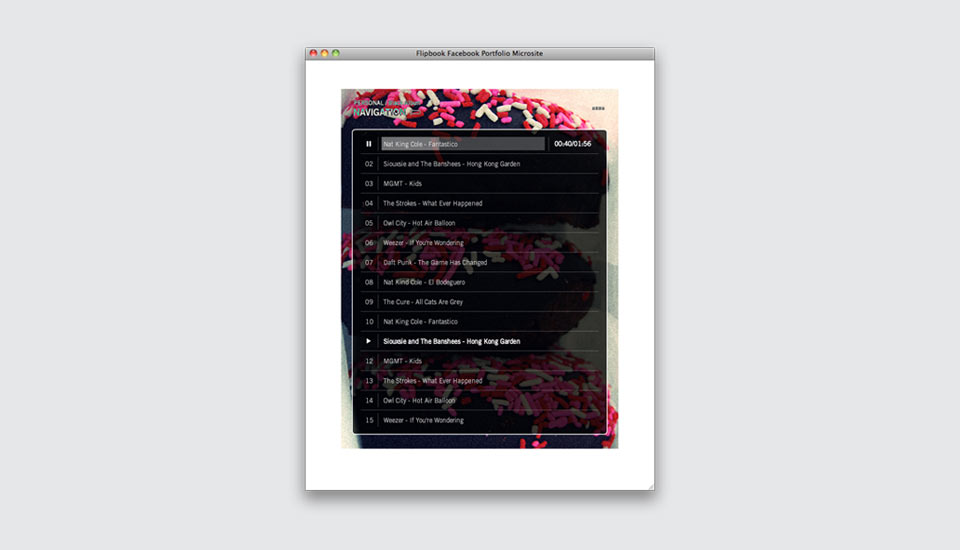 Flipbook Facebook Portfolio Microsite
PERSONAL
NAVIGATION
Nat King Cole - Fantastico 00:40/01:56
02 Siouxsie and The Banshees - Hong Kong Garden
03 MGMT - Kids
04 The Strokes - What Ever Happened
05 Owl City - Hot Air Balloon
06 Weezer - If You're Wondering
07 Daft Punk - The Game Has Changed
08 Nat Kind Cole - El Bodeguero
09 The Cure - All Cats Are Grey
10 Nat King Cole - Fantastico
Siouxsie and The Banshees - Hong Kong Garden
12 MGMT - Kids
13 The Strokes - What Ever Happened
14 Owl City - Hot Air Balloon
15 Weezer - If You're Wondering